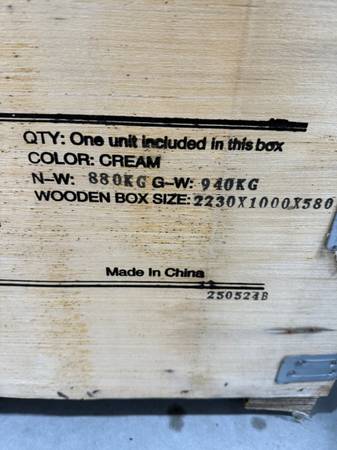 QTY: One unit included in this box
COLOR: CREAM
N-W: 880KG G-W: 940KG
WOODEN BOX SIZE: 2230X1000X580
Made In China
250524B